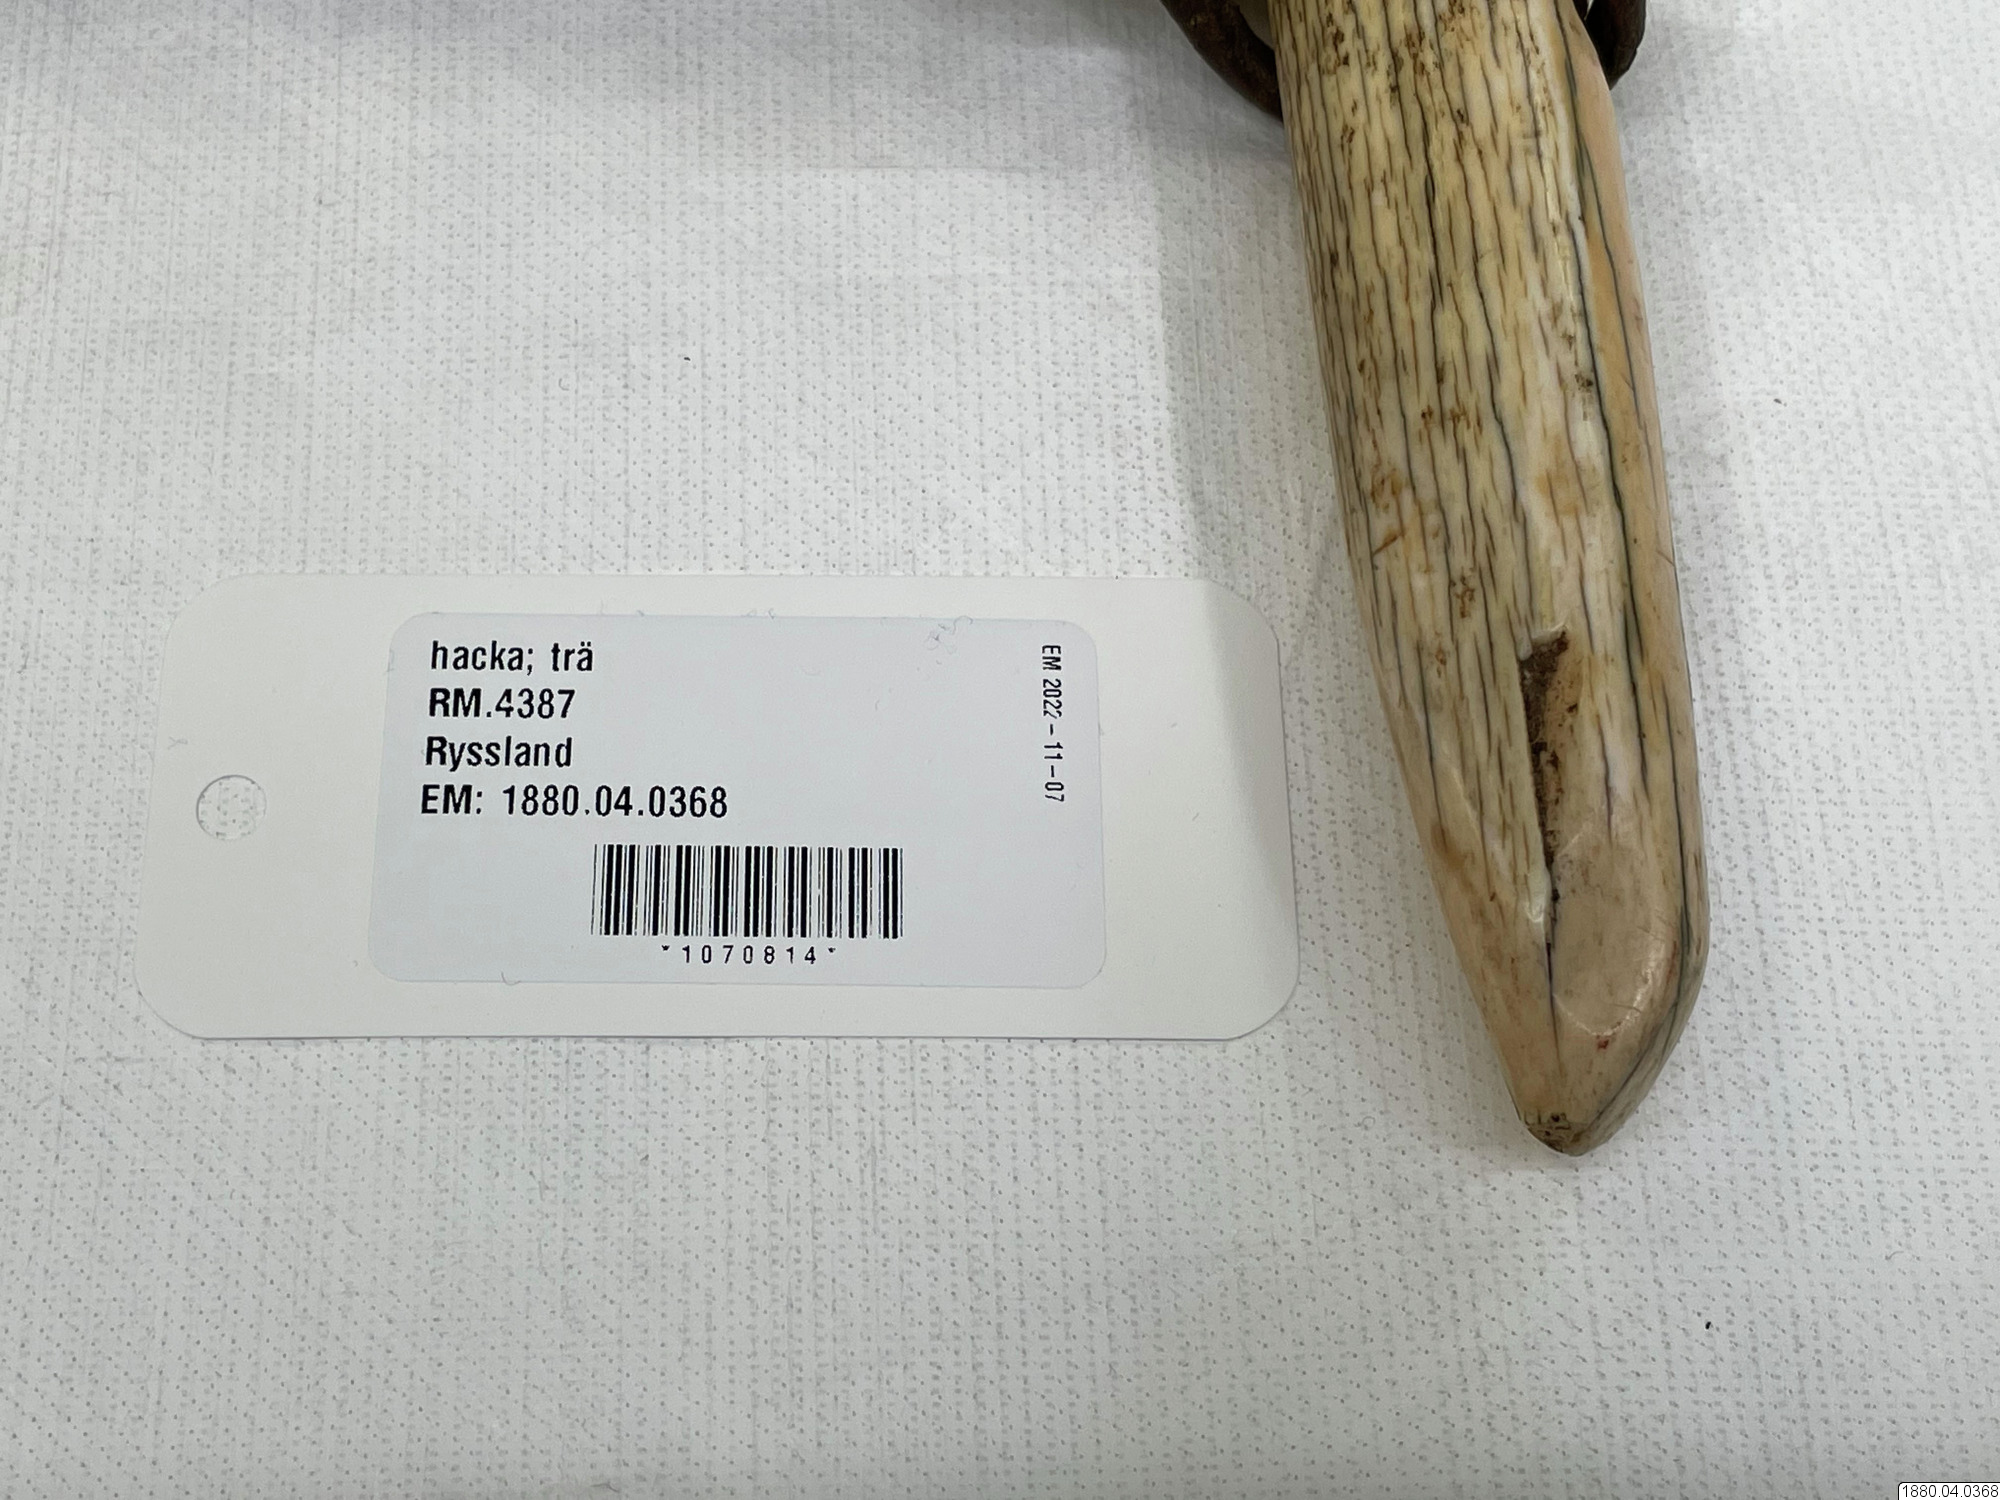 hacka; trä
RM.4387
Ryssland
EM: 1880.04.0368
*1070814*
EM 2022-11-07
1880.04.0368